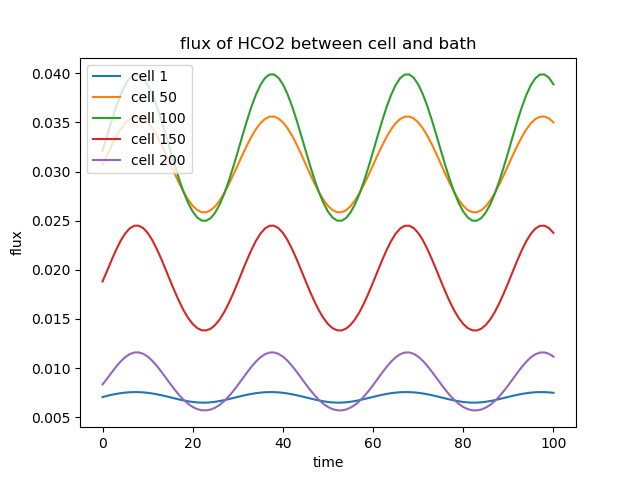 flux of HCO2 between cell and bath
cell 1
cell 50
cell 100
cell 150
cell 200
0.040
0.035
0.030
0.025
0.020
0.015
0.010
0.005
flux
0 20 40 60 80 100
time